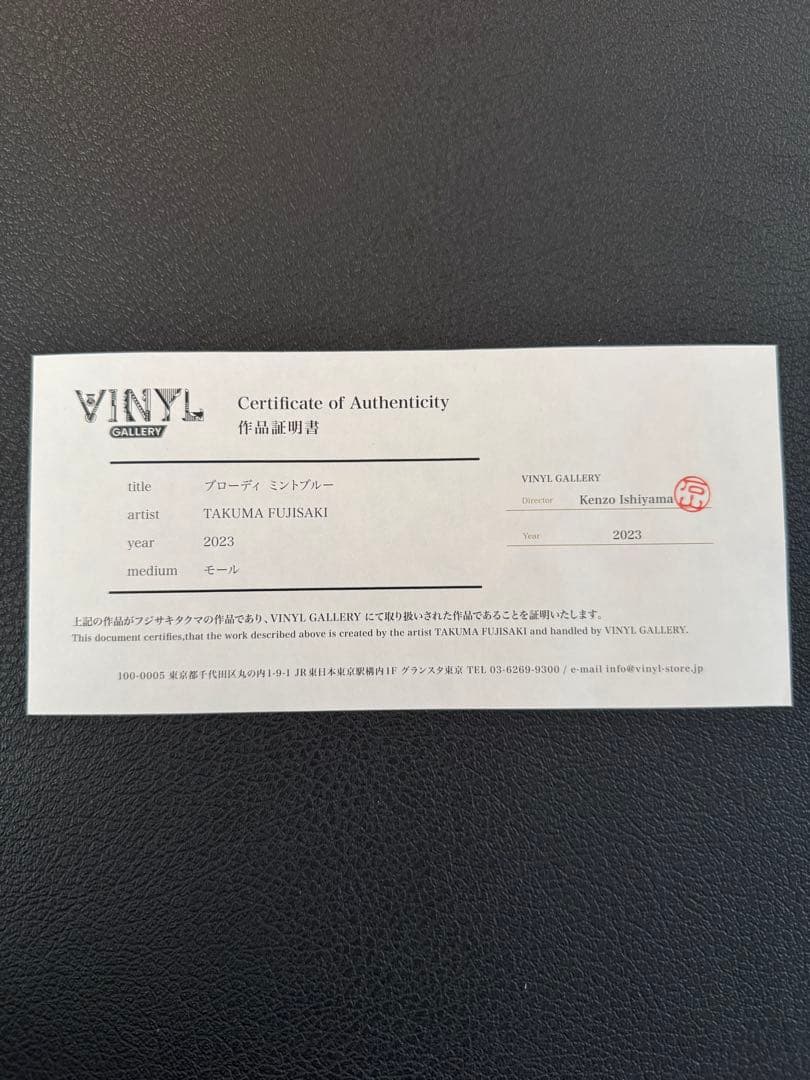 VINYL
GALLERY
Certificate of Authenticity
作品証明書
title ブローディ ミントブルー
artist TAKUMA FUJISAKI
year 2023
medium モール
VINYL GALLERY
Director Kenzo Ishiyama
石山
Year 2023
上記の作品がフジサキタクマの作品であり、VINYL GALLERY にて取り扱いされた作品であることを証明いたします。
This document certifies,that the work described above is created by the artist TAKUMA FUJISAKI and handled by VINYL GALLERY.
100-0005 東京都千代田区丸の内1-9-1 JR東日本東京駅構内1F グランスタ東京 TEL 03-6269-9300 / e-mail info@vinyl-store.jp